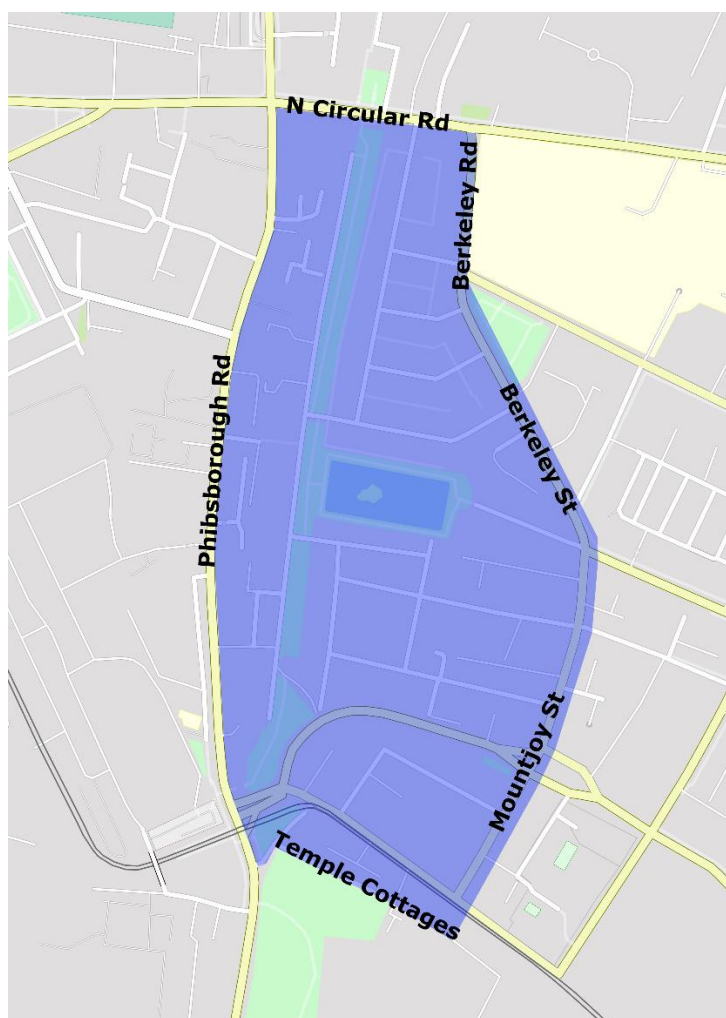 N Circular Rd
Berkeley Rd
Phibsborough Rd
Berkeley St
Mountjoy St
Temple Cottages